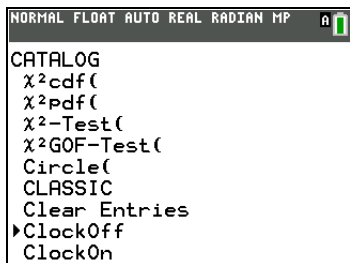 NORMAL FLOAT AUTO REAL RADIAN MP A
CATALOG
χ²cdf(
χ²pdf(
χ²-Test(
χ²GOF-Test(
Circle(
CLASSIC
Clear Entries
▶ClockOff
ClockOn